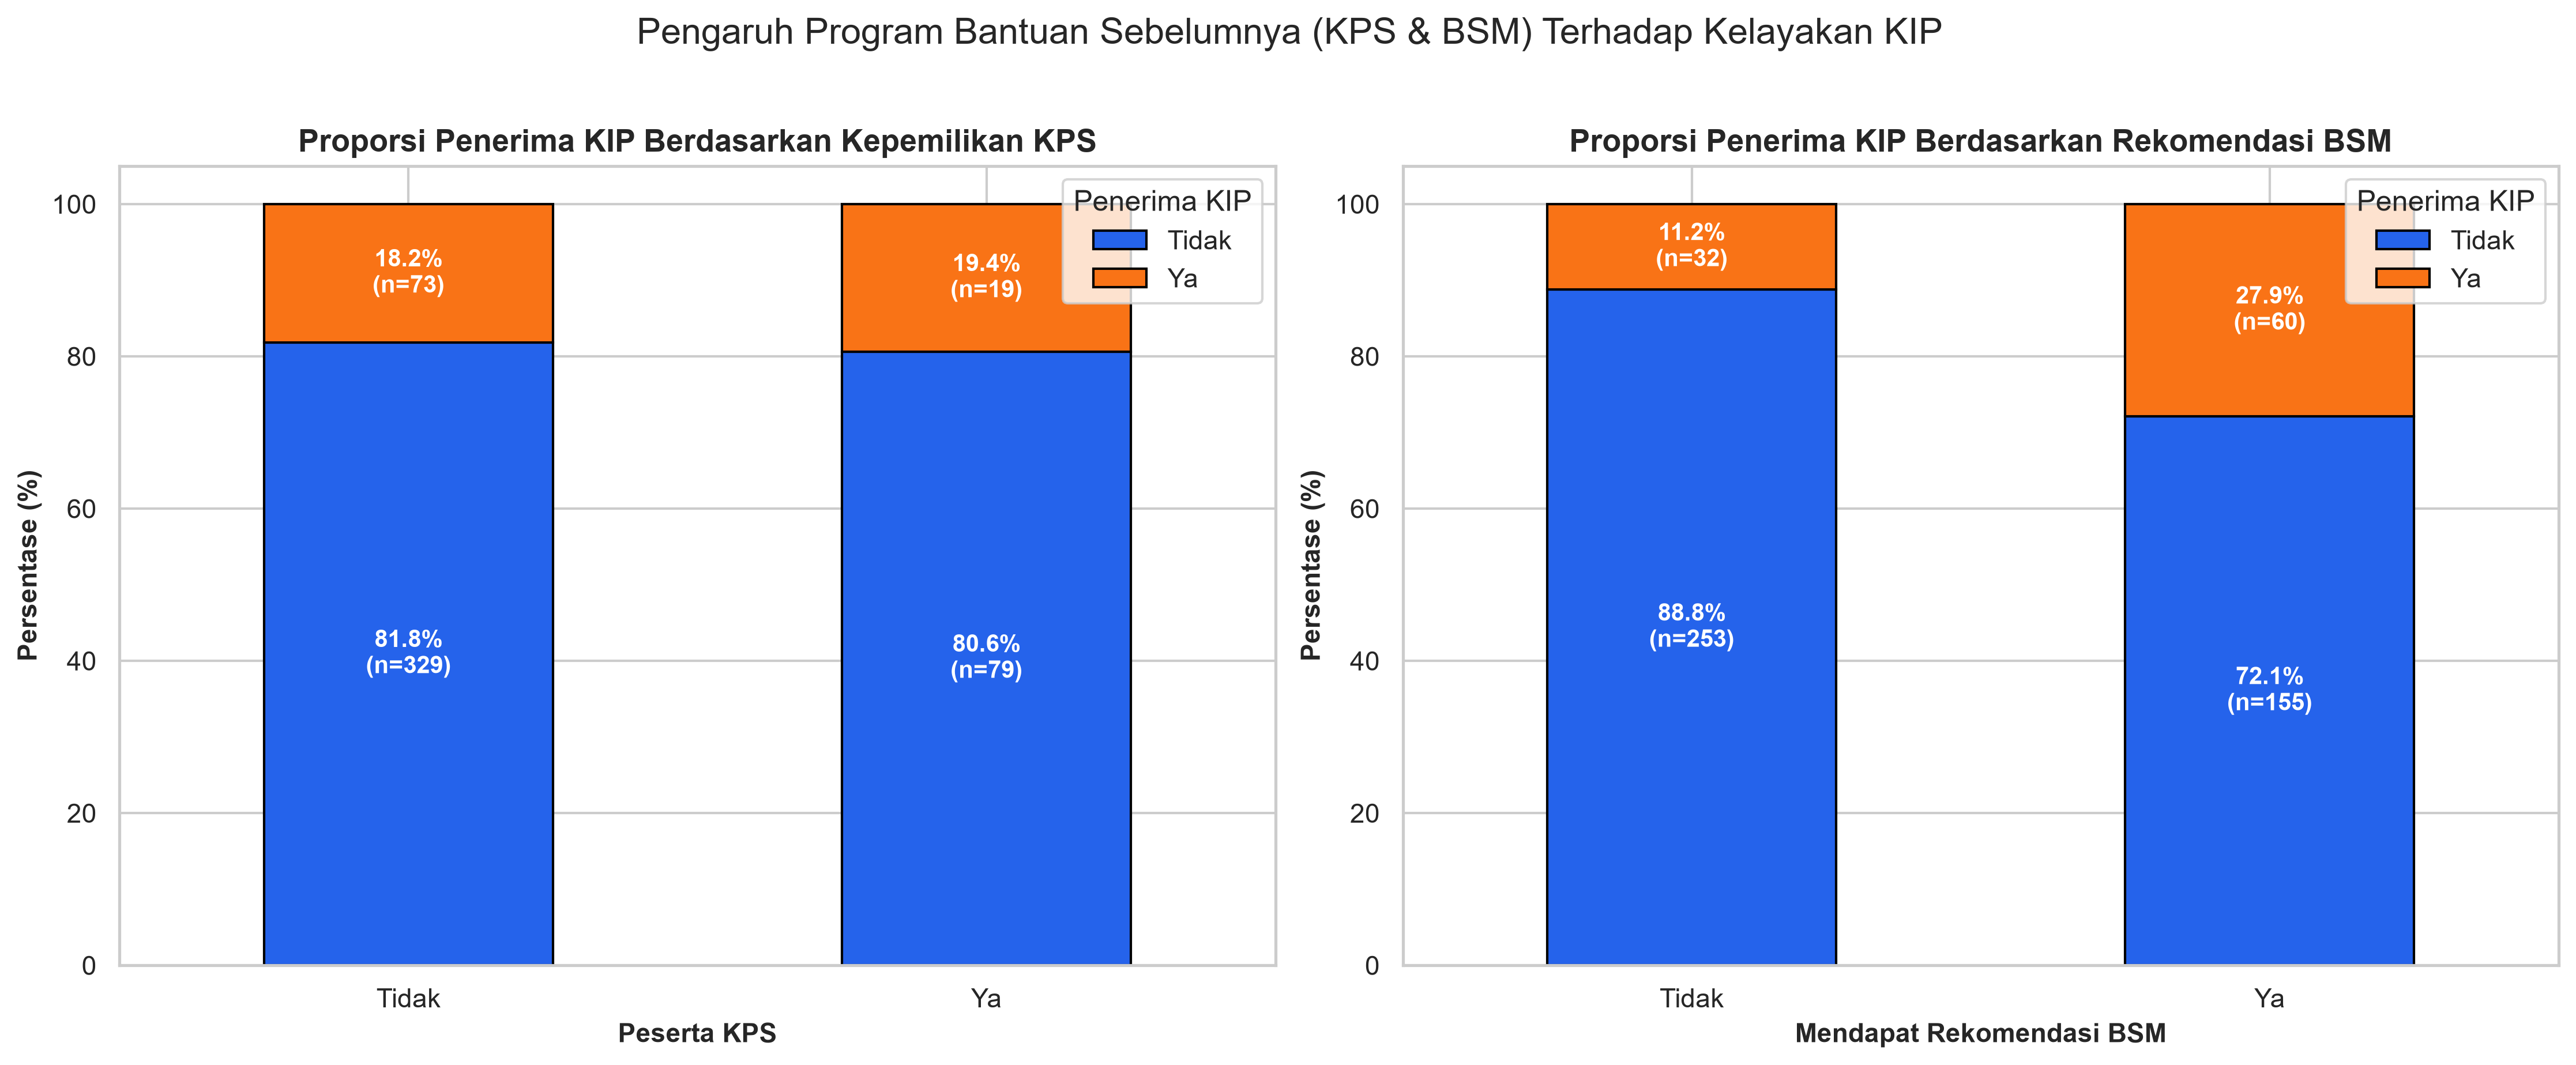 Pengaruh Program Bantuan Sebelumnya (KPS & BSM) Terhadap Kelayakan KIP
Proporsi Penerima KIP Berdasarkan Kepemilikan KPS
Persentase (%)
100
80
60
40
20
0
18.2%
(n=73)
81.8%
(n=329)
19.4%
(n=19)
80.6%
(n=79)
Penerima KIP
Tidak
Ya
Tidak
Ya
Peserta KPS
Proporsi Penerima KIP Berdasarkan Rekomendasi BSM
Persentase (%)
100
80
60
40
20
0
11.2%
(n=32)
88.8%
(n=253)
27.9%
(n=60)
72.1%
(n=155)
Penerima KIP
Tidak
Ya
Tidak
Ya
Mendapat Rekomendasi BSM